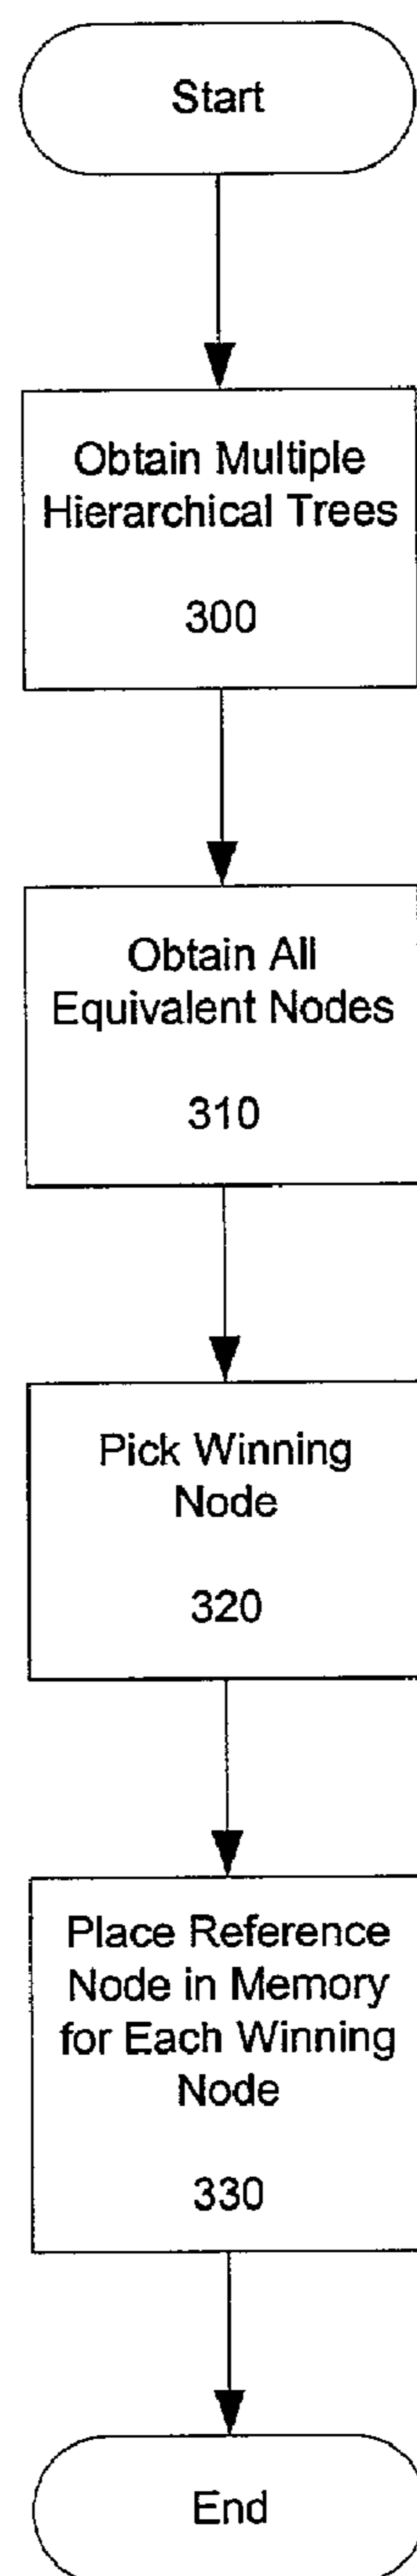 Start
Obtain Multiple
Hierarchical Trees
300
Obtain All
Equivalent Nodes
310
Pick Winning
Node
320
Place Reference
Node in Memory
for Each Winning
Node
330
End